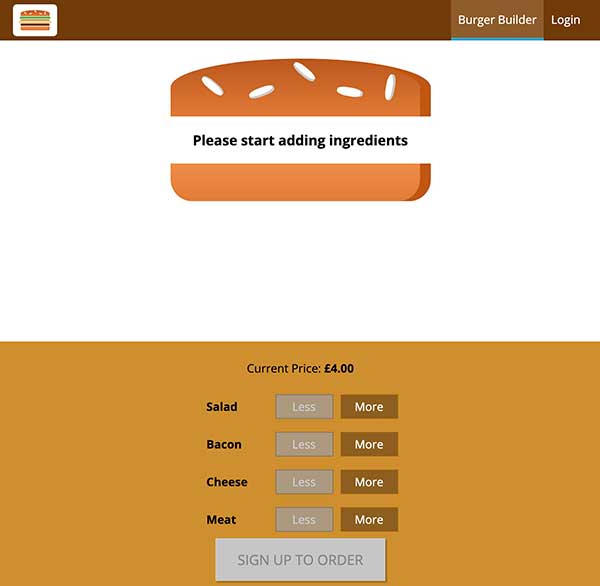 Burger Builder Login
Please start adding ingredients
Current Price: £4.00
Salad Less More
Bacon Less More
Cheese Less More
Meat Less More
SIGN UP TO ORDER